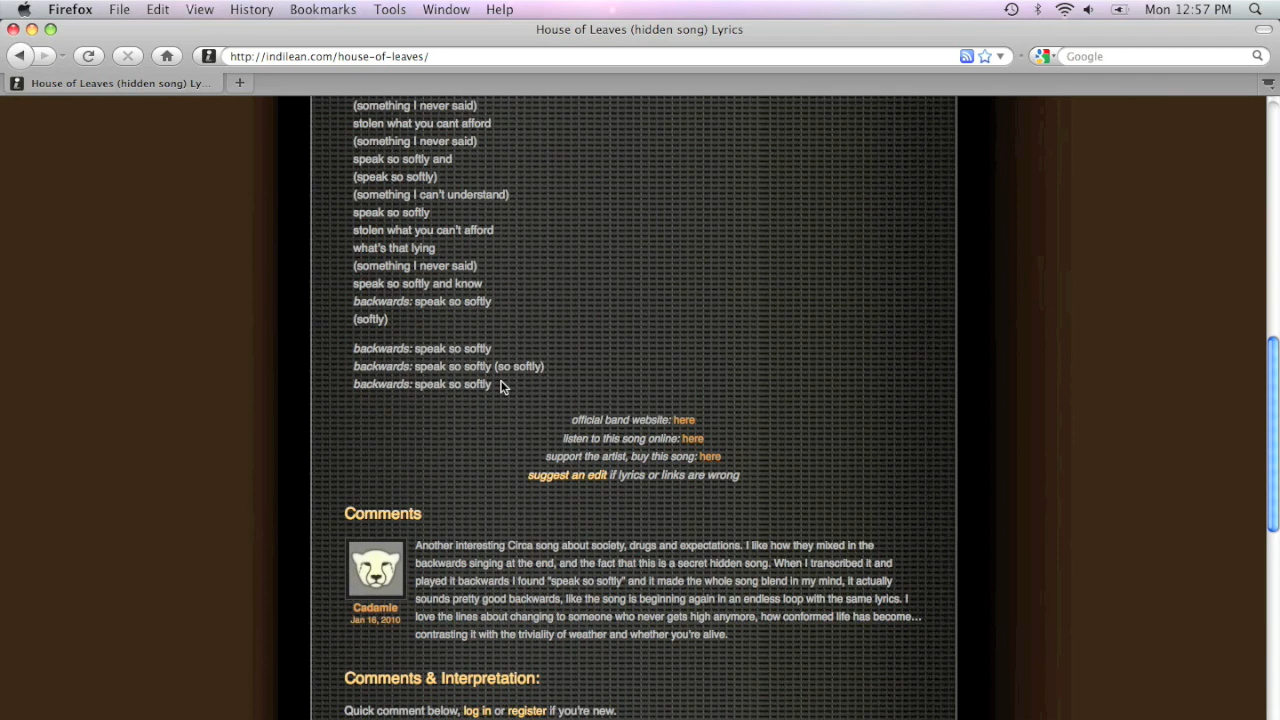 Firefox File Edit View History Bookmarks Tools Window Help Mon 12:57 PM
House of Leaves (hidden song) Lyrics
http://indilean.com/house-of-leaves/ Google
House of Leaves (hidden song) Ly...
(something I never said)
stolen what you cant afford
(something I never said)
speak so softly and
(speak so softly)
(something I can't understand)
speak so softly
stolen what you can't afford
what's that lying
(something I never said)
speak so softly and know
backwards: speak so softly
(softly)
backwards: speak so softly
backwards: speak so softly (so softly)
backwards: speak so softly
official band website: here
listen to this song online: here
support the artist, buy this song: here
suggest an edit if lyrics or links are wrong
Comments
Another interesting Circa song about society, drugs and expectations. I like how they mixed in the
backwards singing at the end, and the fact that this is a secret hidden song. When I transcribed it and
played it backwards I found "speak so softly" and it made the whole song blend in my mind, it actually
sounds pretty good backwards, like the song is beginning again in an endless loop with the same lyrics. I
love the lines about changing to someone who never gets high anymore, how conformed life has become...
contrasting it with the triviality of weather and whether you're alive.
Cadamie
Jan 16, 2010
Comments & Interpretation:
Quick comment below, log in or register if you're new.